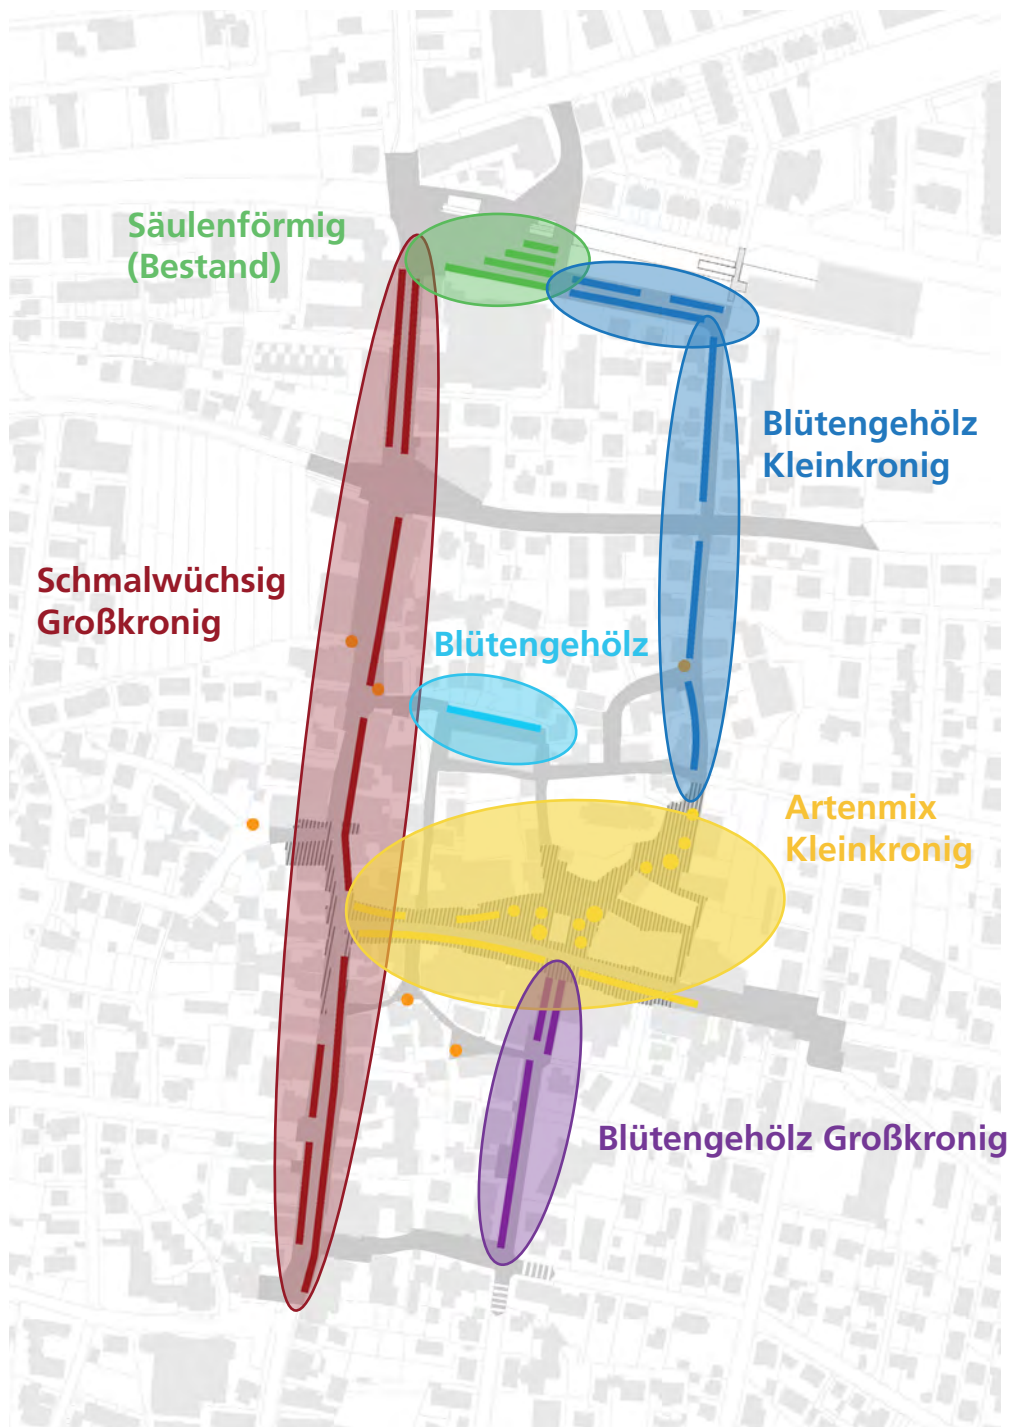 Säulenförmig
(Bestand)
Blütengehölz
Kleinkronig
Schmalwüchsig
Großkronig
Blütengehölz
Artenmix
Kleinkronig
Blütengehölz Großkronig